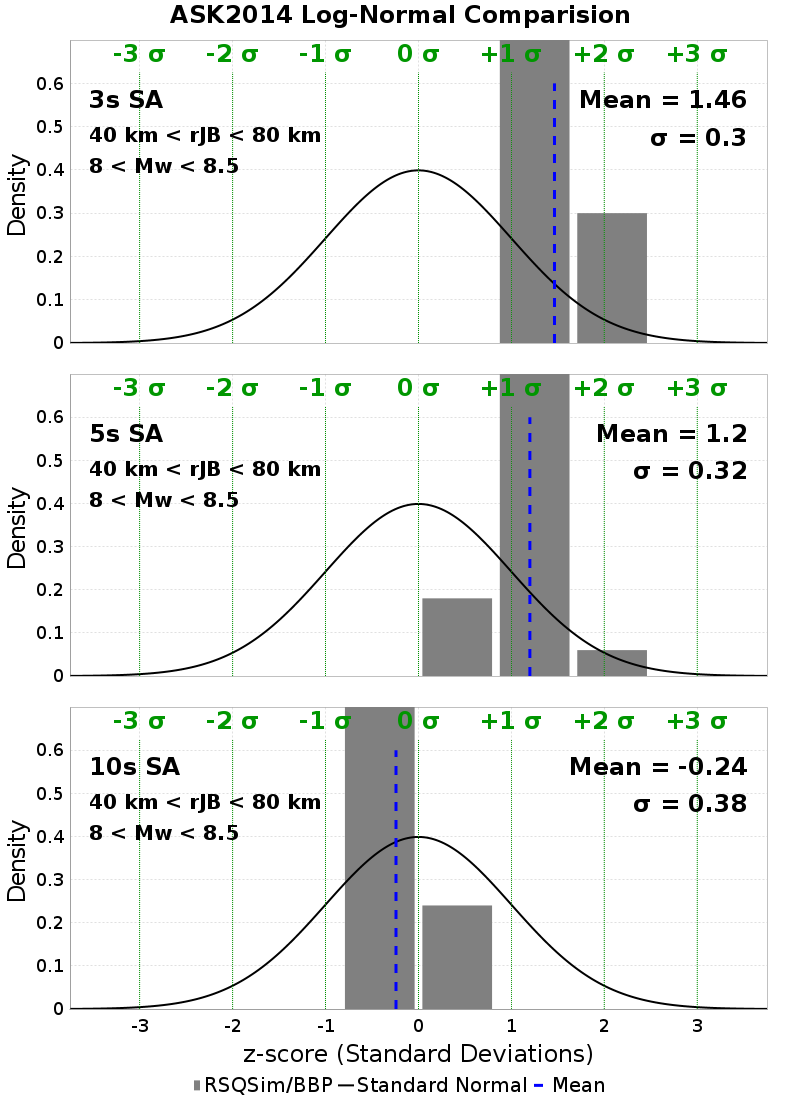 ASK2014 Log-Normal Comparision
-3 σ -2 σ -1 σ 0 σ +1 σ +2 σ +3 σ
3s SA
40 km < rJB < 80 km
8 < Mw < 8.5
Mean = 1.46
σ = 0.3
0.6
0.5
0.4
0.3
0.2
0.1
0
Density
-3 σ -2 σ -1 σ 0 σ +1 σ +2 σ +3 σ
5s SA
40 km < rJB < 80 km
8 < Mw < 8.5
Mean = 1.2
σ = 0.32
0.6
0.5
0.4
0.3
0.2
0.1
0
Density
-3 σ -2 σ -1 σ 0 σ +1 σ +2 σ +3 σ
10s SA
40 km < rJB < 80 km
8 < Mw < 8.5
Mean = -0.24
σ = 0.38
0.6
0.5
0.4
0.3
0.2
0.1
0
Density
-3 -2 -1 0 1 2 3
z-score (Standard Deviations)
RSQSim/BBP Standard Normal Mean